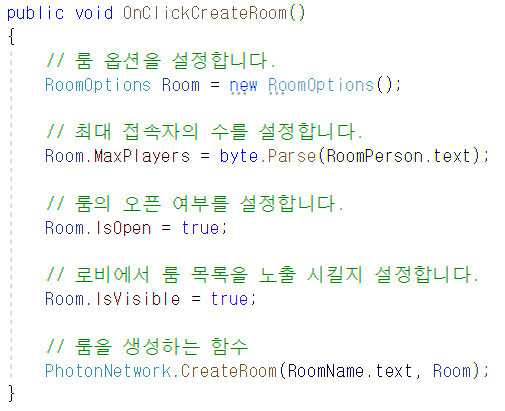 public void OnClickCreateRoom()
{
// 룸 옵션을 설정합니다.
RoomOptions Room = new RoomOptions();
// 최대 접속자의 수를 설정합니다.
Room.MaxPlayers = byte.Parse(RoomPerson.text);
// 룸의 오픈 여부를 설정합니다.
Room.IsOpen = true;
// 로비에서 룸 목록을 노출 시킬지 설정합니다.
Room.IsVisible = true;
// 룸을 생성하는 함수
PhotonNetwork.CreateRoom(RoomName.text, Room);
}